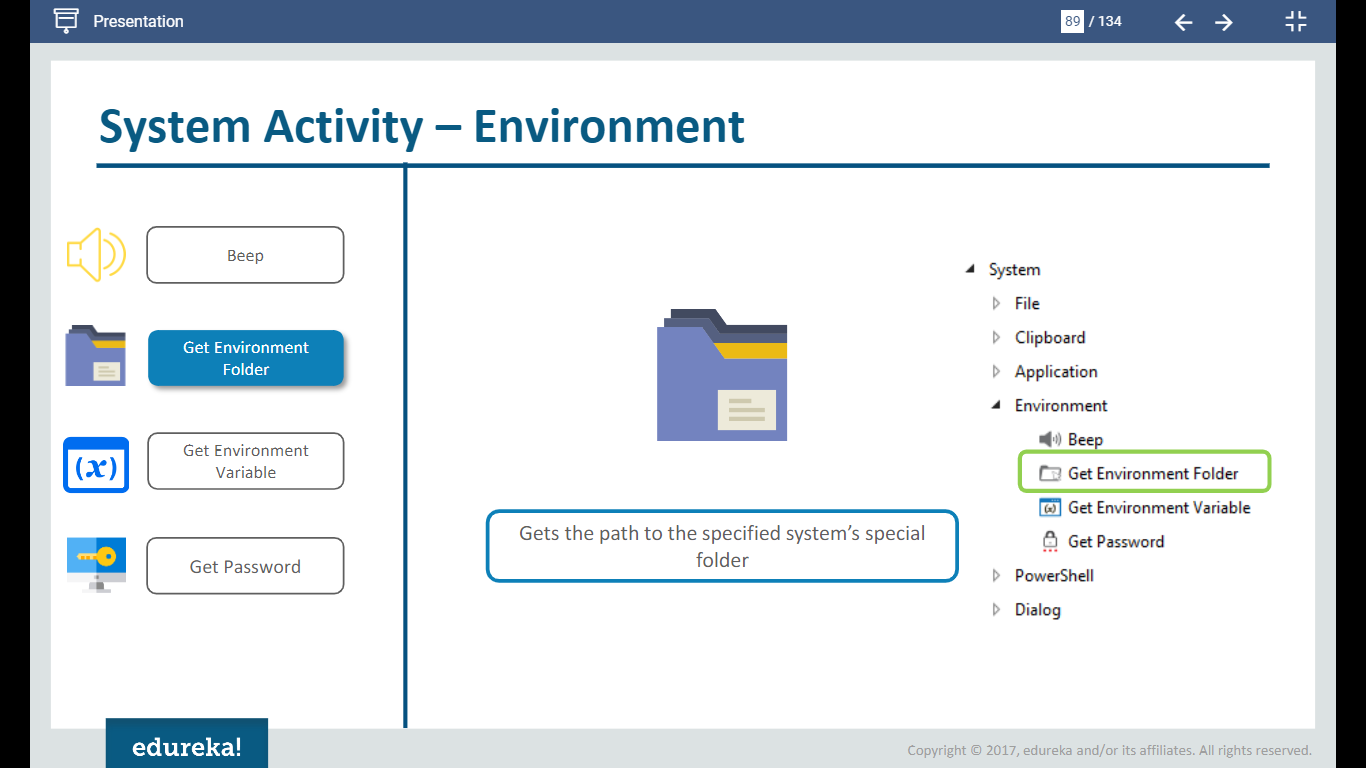 Presentation
89 / 134
System Activity – Environment
Beep
Get Environment
Folder
(x)
Get Environment
Variable
Get Password
Gets the path to the specified system’s special
folder
System
File
Clipboard
Application
Environment
Beep
Get Environment Folder
(x) Get Environment Variable
Get Password
PowerShell
Dialog
edureka!
Copyright © 2017, edureka and/or its affiliates. All rights reserved.